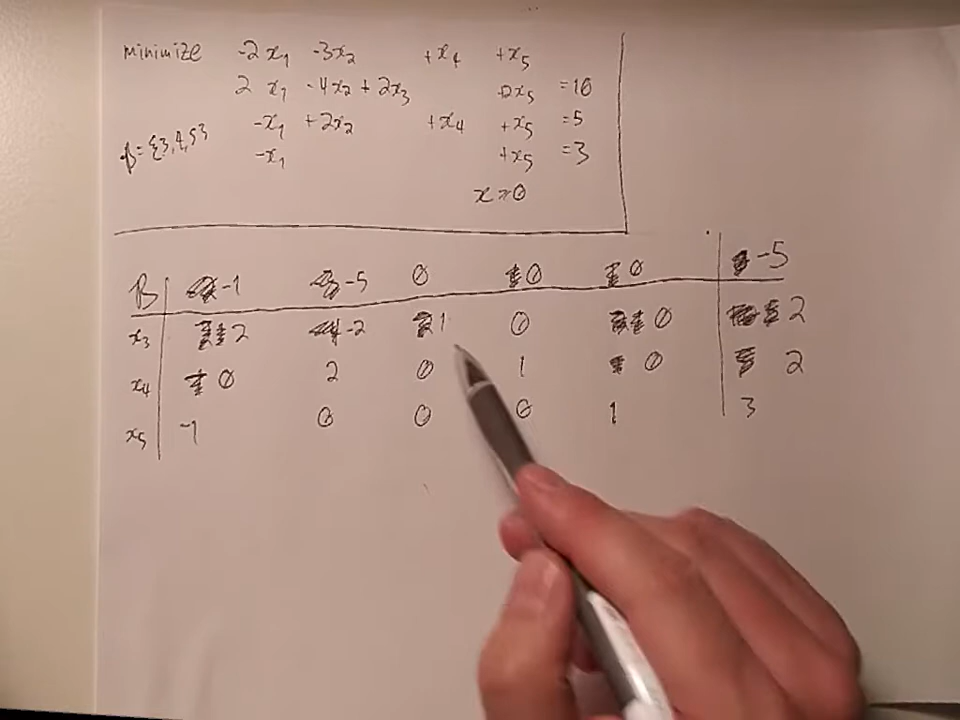 minimize -2x₁ -3x₂ +x₄ +x₅
2 x₁ -4x₂ + 2x₃ +2x₅ =10
-x₁ +2x₂ +x₄ +x₅ =5
B={3,4,5}
-x₁ +x₅ =3
x≥0
B -1 -5 0 0 0 -5
x₃ 2 -2 1 0 0 2
x₄ 0 2 0 1 0 2
x₅ -1 0 0 0 1 3